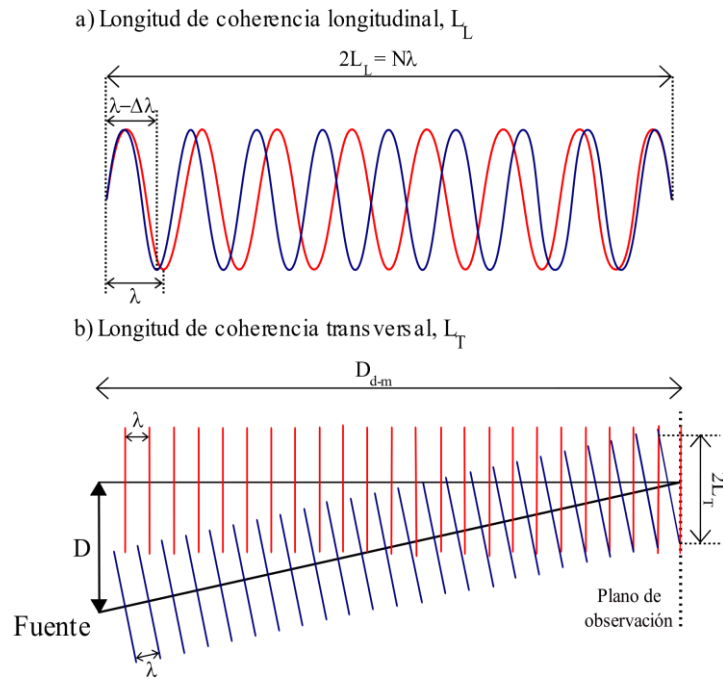 a) Longitud de coherencia longitudinal, L_L
2L_L = Nλ
λ−Δλ
λ
b) Longitud de coherencia transversal, L_T
D_d-m
λ
2L_T
D
Fuente
λ
Plano de
observación